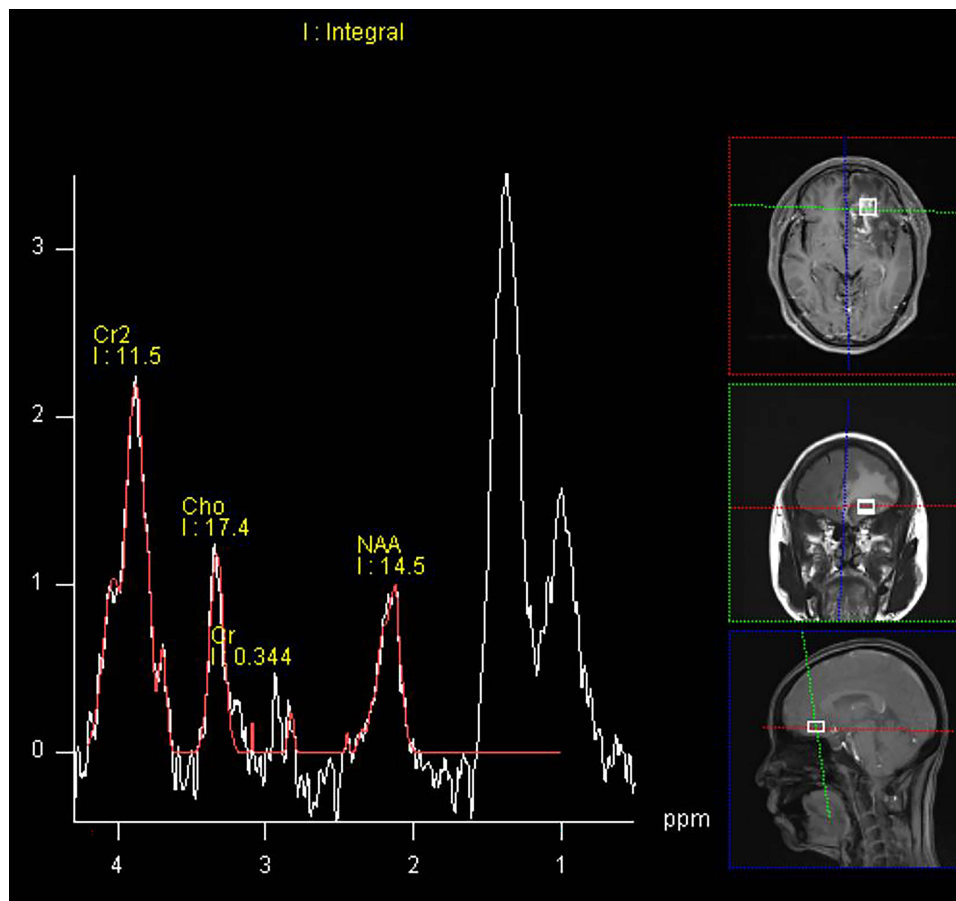 I : Integral
3
2
1
0
Cr2
I : 11.5
Cho
I : 17.4
Cr
I : 0.344
NAA
I : 14.5
4
3
2
1
ppm